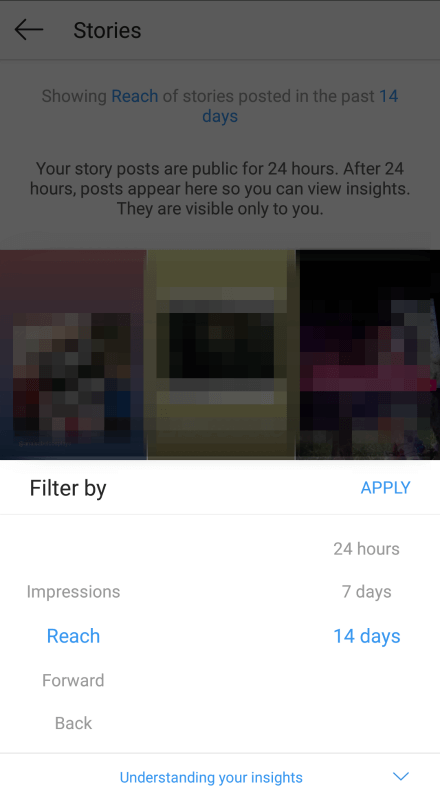 Stories
Showing Reach of stories posted in the past 14
days
Your story posts are public for 24 hours. After 24
hours, posts appear here so you can view insights.
They are visible only to you.
Filter by
APPLY
24 hours
Impressions
7 days
Reach
14 days
Forward
Back
Understanding your insights